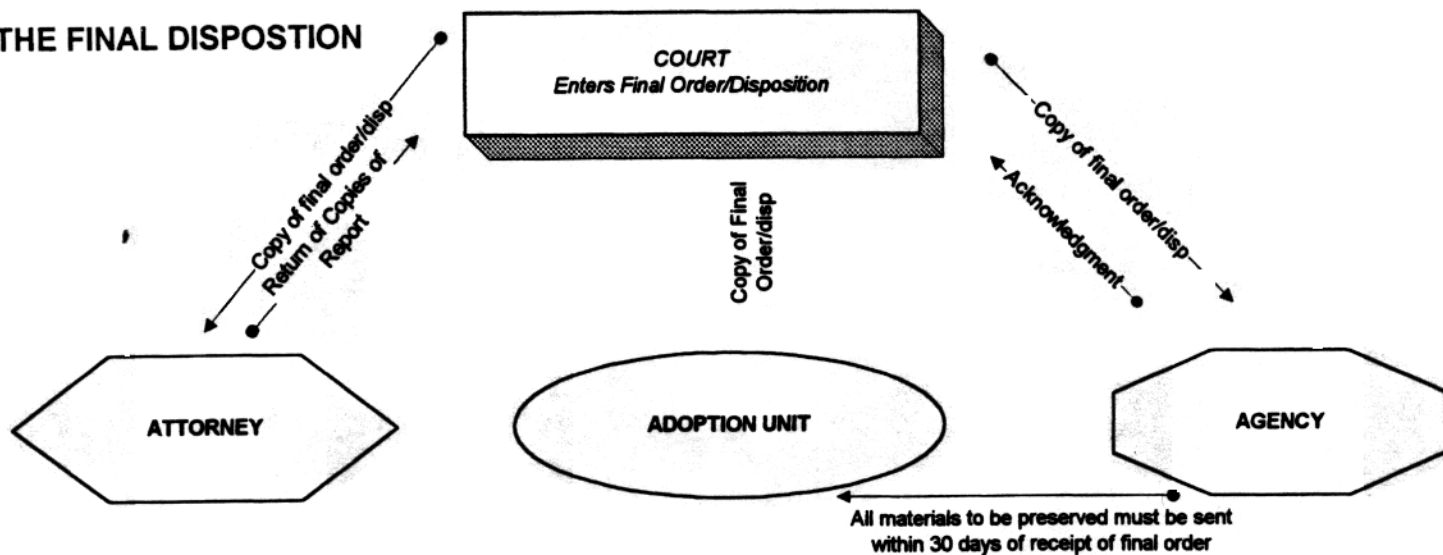 THE FINAL DISPOSTION
COURT
Enters Final Order/Disposition
Copy of final order/disp
Return of Copies of
Report
Copy of Final
Order/disp
Copy of final order/disp
Acknowledgment
ATTORNEY
ADOPTION UNIT
AGENCY
All materials to be preserved must be sent
within 30 days of receipt of final order